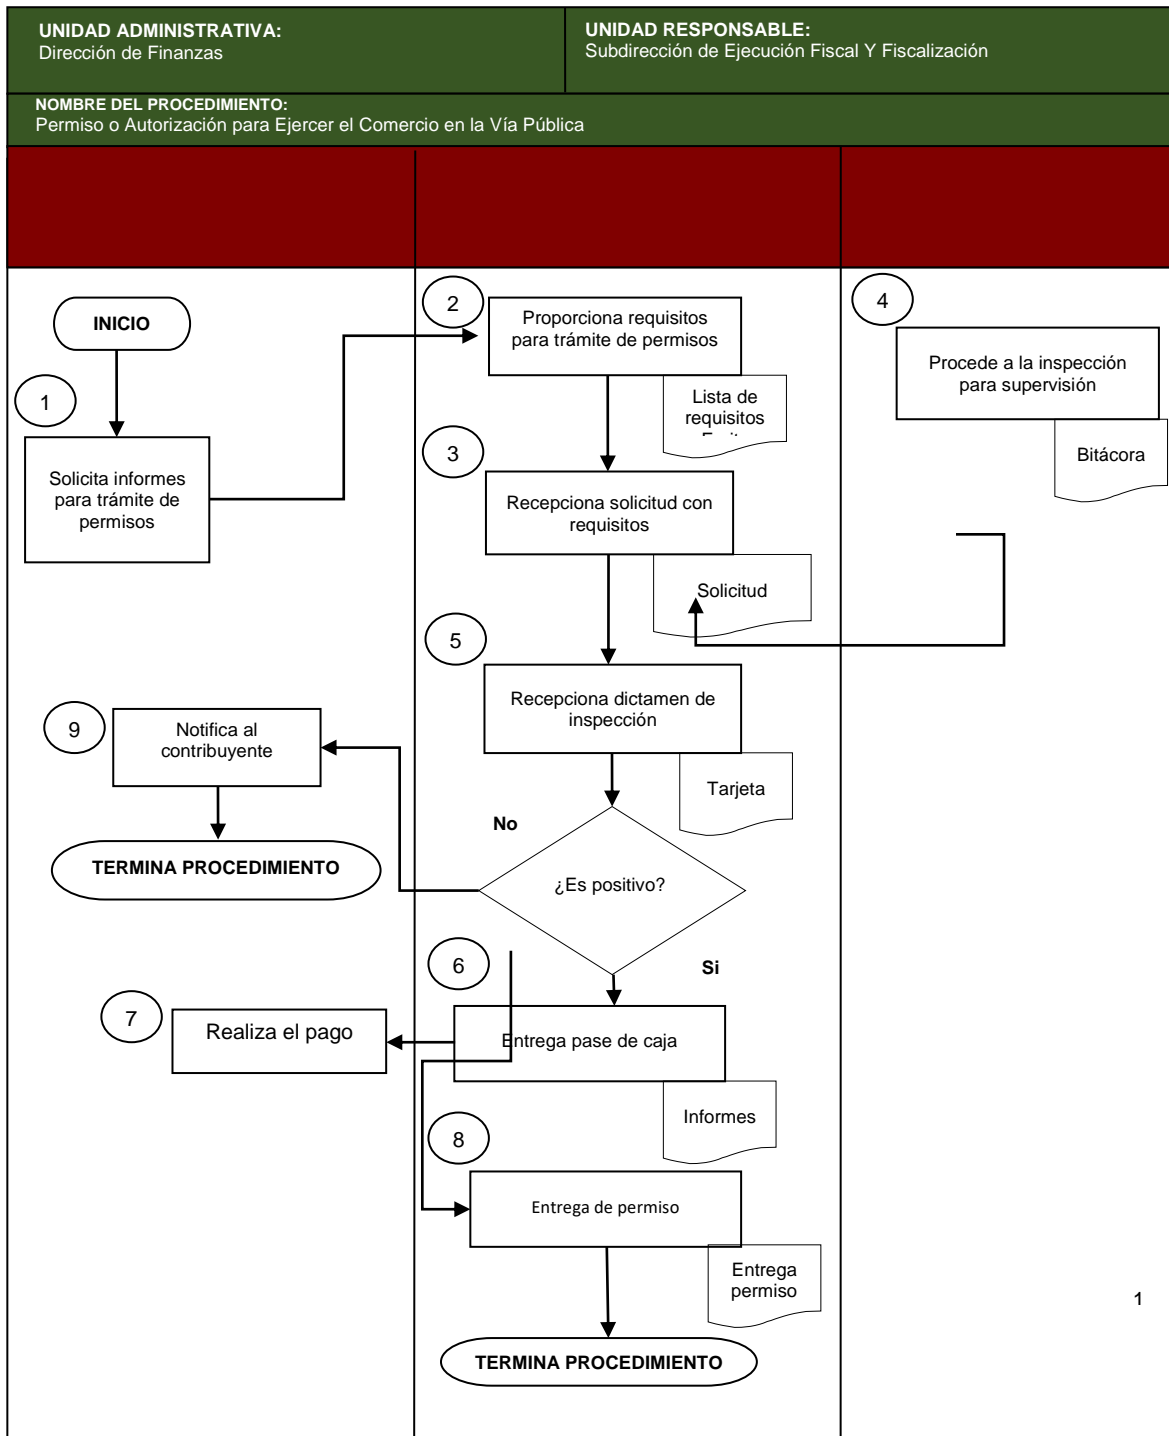 UNIDAD ADMINISTRATIVA:
Dirección de Finanzas
UNIDAD RESPONSABLE:
Subdirección de Ejecución Fiscal Y Fiscalización
NOMBRE DEL PROCEDIMIENTO:
Permiso o Autorización para Ejercer el Comercio en la Vía Pública
INICIO
1
Solicita informes
para trámite de
permisos
2
Proporciona requisitos
para trámite de permisos
Lista de
requisitos
3
Recepciona solicitud con
requisitos
Solicitud
4
Procede a la inspección
para supervisión
Bitácora
5
Recepciona dictamen de
inspección
Tarjeta
9
Notifica al
contribuyente
TERMINA PROCEDIMIENTO
No
¿Es positivo?
Si
6
Entrega pase de caja
Informes
7
Realiza el pago
8
Entrega de permiso
Entrega
permiso
TERMINA PROCEDIMIENTO
1